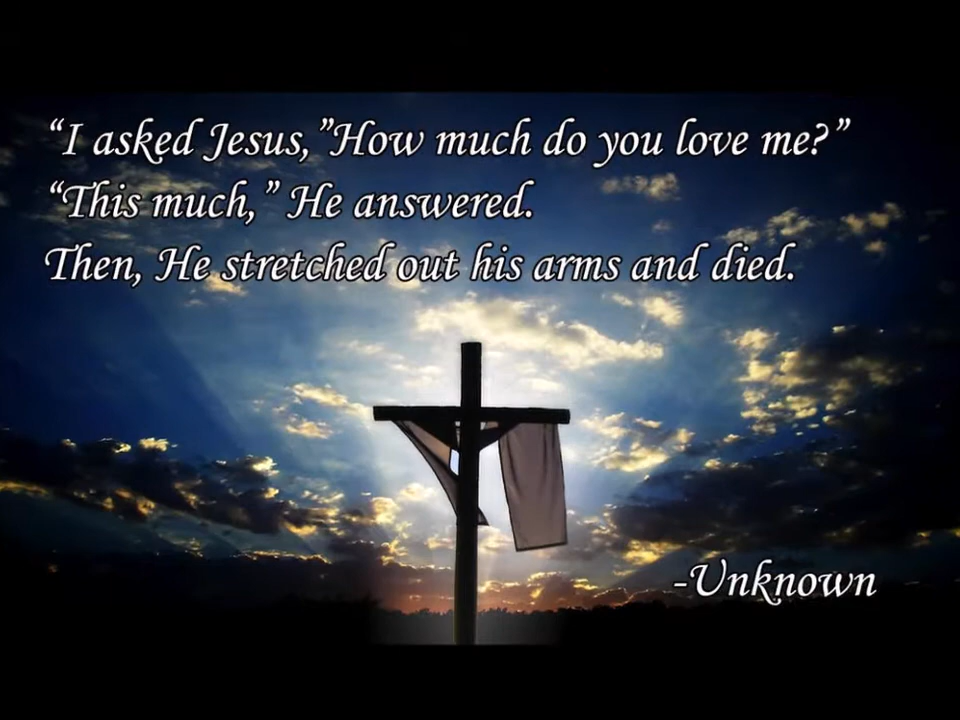 “I asked Jesus,”How much do you love me?”
“This much,” He answered.
Then, He stretched out his arms and died.
-Unknown